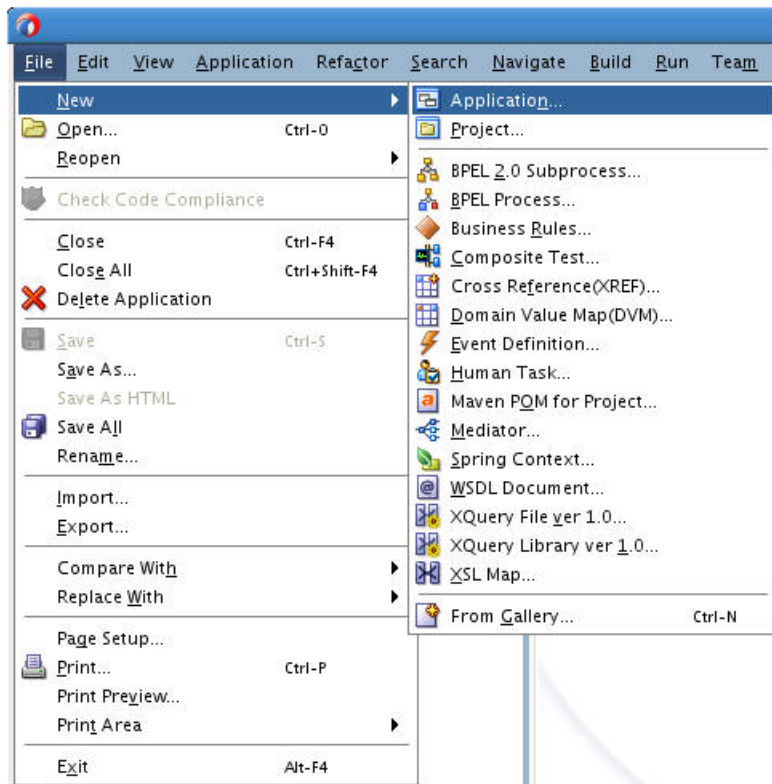 File Edit View Application Refactor Search Navigate Build Run Team
New
Open... Ctrl-O
Reopen
Check Code Compliance
Close Ctrl-F4
Close All Ctrl+Shift-F4
Delete Application
Save Ctrl-S
Save As...
Save As HTML
Save All
Rename...
Import...
Export...
Compare With
Replace With
Page Setup...
Print... Ctrl-P
Print Preview...
Print Area
Exit Alt-F4
Application...
Project...
BPEL 2.0 Subprocess...
BPEL Process...
Business Rules...
Composite Test...
Cross Reference(XREF)...
Domain Value Map(DVM)...
Event Definition...
Human Task...
Maven POM for Project...
Mediator...
Spring Context...
WSDL Document...
XQuery File ver 1.0...
XQuery Library ver 1.0...
XSL Map...
From Gallery... Ctrl-N